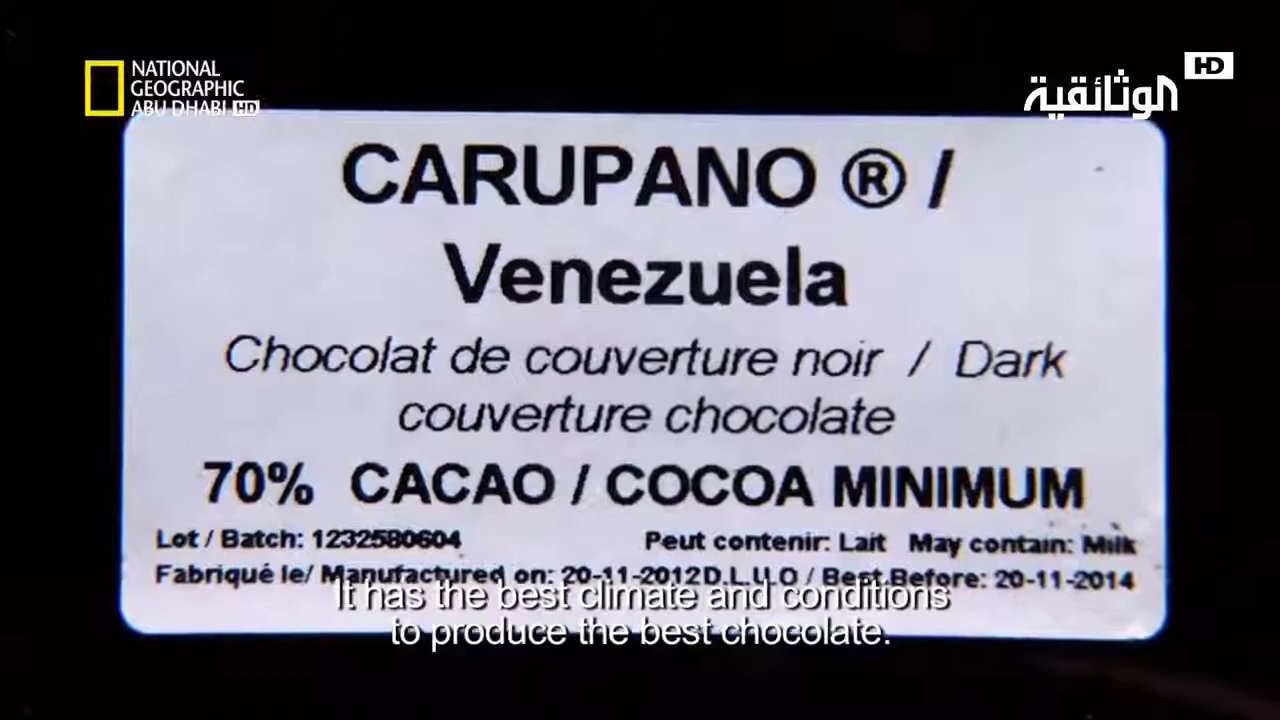 NATIONAL
GEOGRAPHIC
ABU DHABI HD
الوثائقية HD
CARUPANO ® /
Venezuela
Chocolat de couverture noir / Dark
couverture chocolate
70% CACAO / COCOA MINIMUM
Lot / Batch: 1232580604 Peut contenir: Lait May contain: Milk
Fabriqué le/ Manufactured on: 20-11-2012 D.L.U.O / Best Before: 20-11-2014
It has the best climate and conditions
to produce the best chocolate.